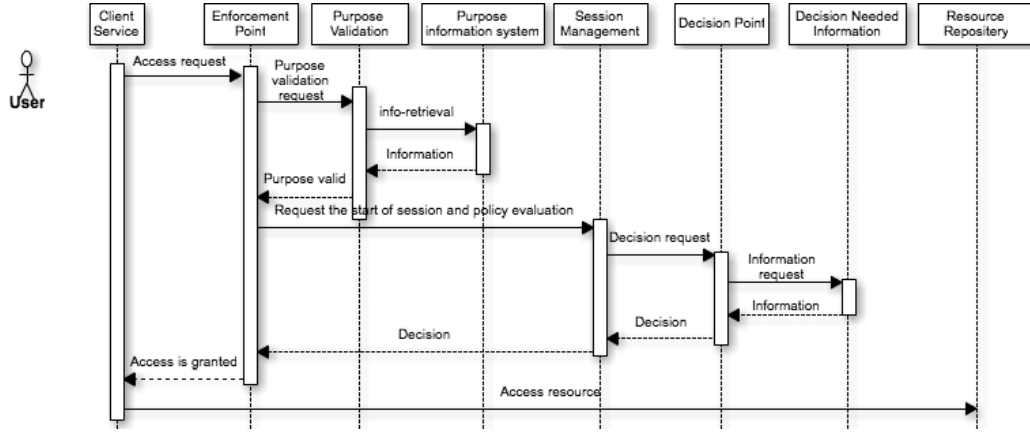 Client
Service
Enforcement
Point
Purpose
Validation
Purpose
information system
Session
Management
Decision Point
Decision Needed
Information
Resource
Repository
User
Access request
Purpose
validation
request
info-retrieval
Information
Purpose valid
Request the start of session and policy evaluation
Decision request
Information
request
Information
Decision
Decision
Access is granted
Access resource